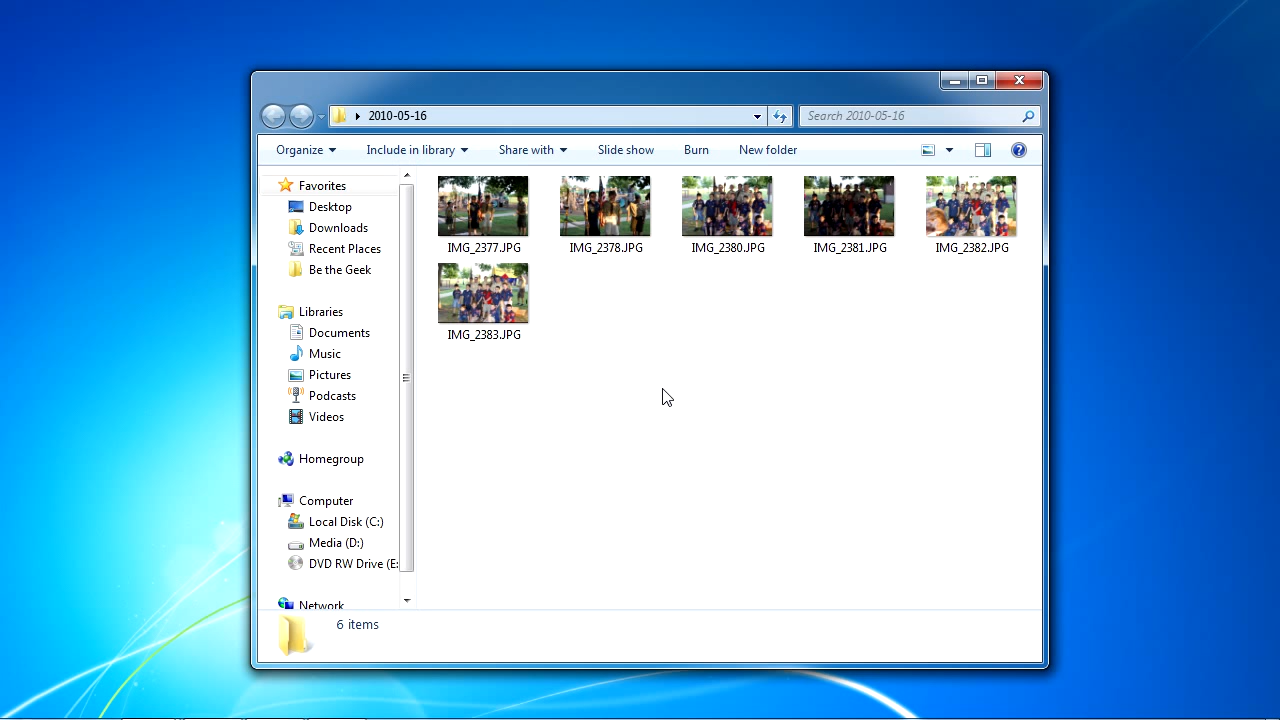 2010-05-16
Search 2010-05-16
Organize Include in library Share with Slide show Burn New folder
Favorites
Desktop
Downloads
Recent Places
Be the Geek
Libraries
Documents
Music
Pictures
Podcasts
Videos
Homegroup
Computer
Local Disk (C:)
Media (D:)
DVD RW Drive (E:
Network
IMG_2377.JPG IMG_2378.JPG IMG_2380.JPG IMG_2381.JPG IMG_2382.JPG
IMG_2383.JPG
6 items